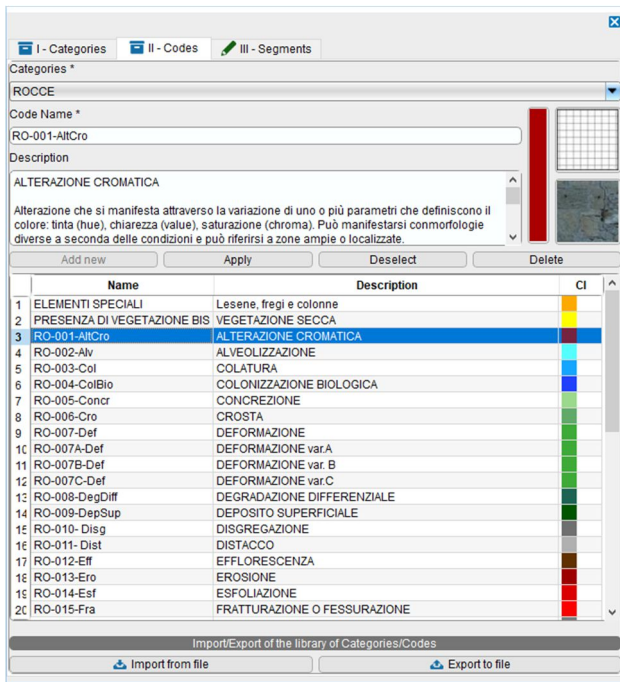 I - Categories II - Codes III - Segments
Categories *
ROCCE
Code Name *
RO-001-AltCro
Description
ALTERAZIONE CROMATICA
Alterazione che si manifesta attraverso la variazione di uno o più parametri che definiscono il
colore: tinta (hue), chiarezza (value), saturazione (chroma). Può manifestarsi conmorfologie
diverse a seconda delle condizioni e può riferirsi a zone ampie o localizzate.
Add new Apply Deselect Delete
Name Description Cl
1 ELEMENTI SPECIALI Lesene, fregi e colonne
2 PRESENZA DI VEGETAZIONE BIS VEGETAZIONE SECCA
3 RO-001-AltCro ALTERAZIONE CROMATICA
4 RO-002-Alv ALVEOLIZZAZIONE
5 RO-003-Col COLATURA
6 RO-004-ColBio COLONIZZAZIONE BIOLOGICA
7 RO-005-Concr CONCREZIONE
8 RO-006-Cro CROSTA
9 RO-007-Def DEFORMAZIONE
10 RO-007A-Def DEFORMAZIONE var.A
11 RO-007B-Def DEFORMAZIONE var. B
12 RO-007C-Def DEFORMAZIONE var.C
13 RO-008-DegDiff DEGRADAZIONE DIFFERENZIALE
14 RO-009-DepSup DEPOSITO SUPERFICIALE
15 RO-010- Disg DISGREGAZIONE
16 RO-011- Dist DISTACCO
17 RO-012-Eff EFFLORESCENZA
18 RO-013-Ero EROSIONE
19 RO-014-Esf ESFOLIAZIONE
20 RO-015-Fra FRATTURAZIONE O FESSURAZIONE
Import/Export of the library of Categories/Codes
Import from file Export to file